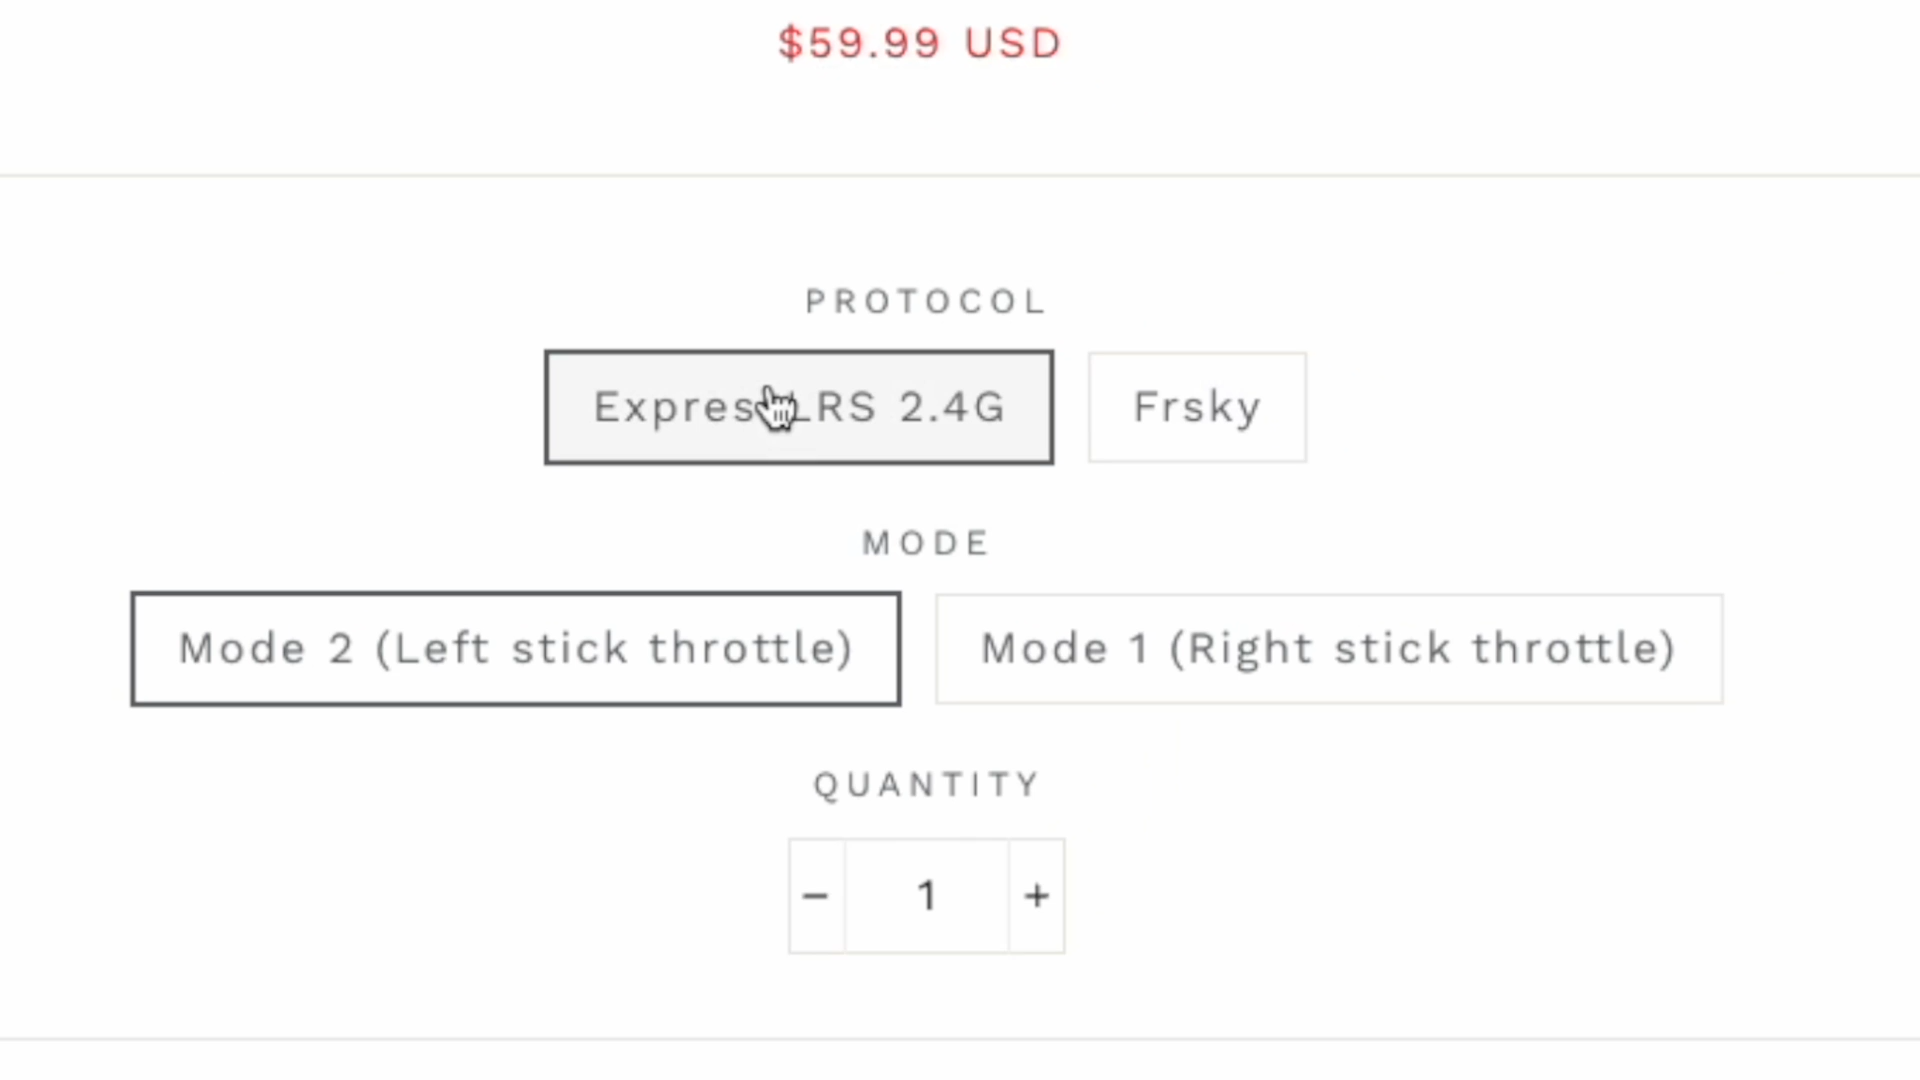 $59.99 USD
PROTOCOL
ExpressLRS 2.4G Frsky
MODE
Mode 2 (Left stick throttle) Mode 1 (Right stick throttle)
QUANTITY
− 1 +